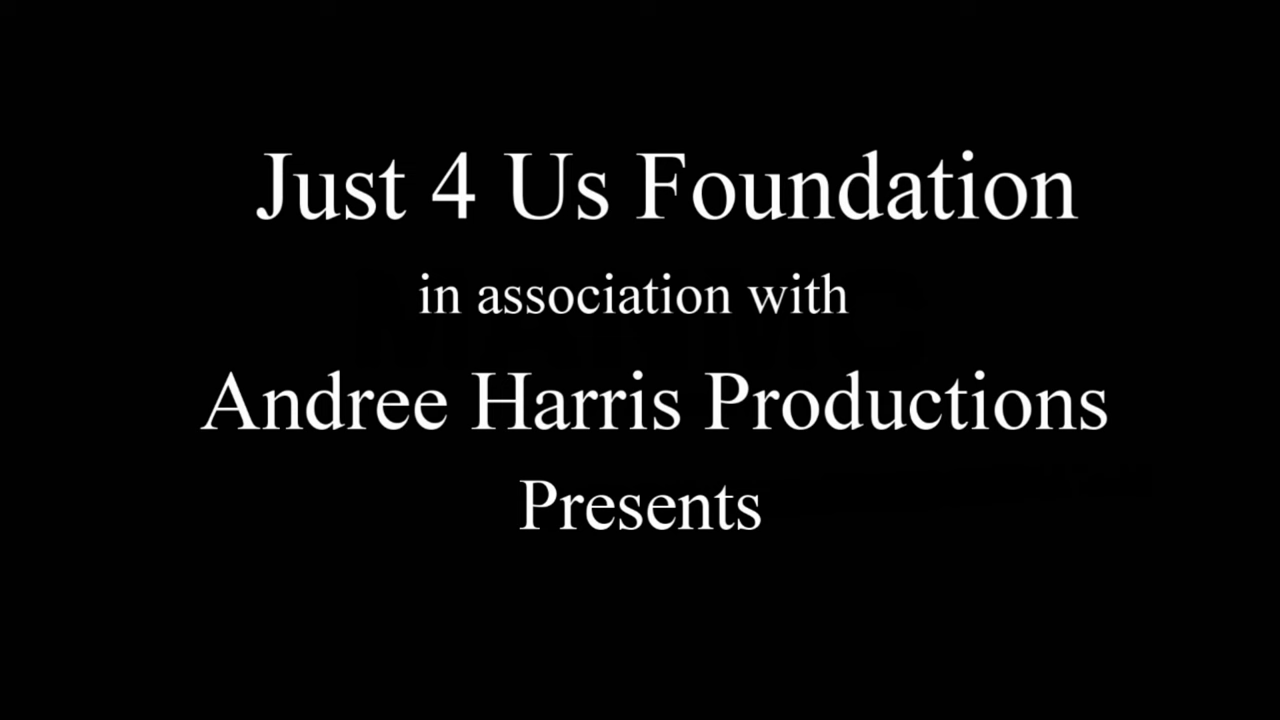 Just 4 Us Foundation
in association with
Andree Harris Productions
Presents